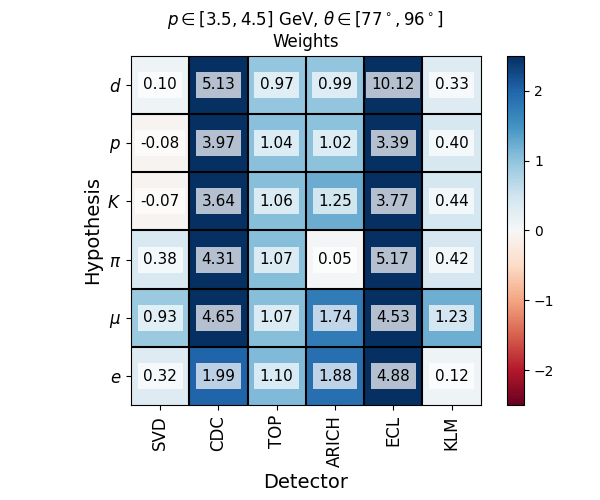 p ∈ [3.5, 4.5] GeV, θ ∈ [77°, 96°]
Weights
d 0.10 5.13 0.97 0.99 10.12 0.33
p -0.08 3.97 1.04 1.02 3.39 0.40
K -0.07 3.64 1.06 1.25 3.77 0.44
π 0.38 4.31 1.07 0.05 5.17 0.42
μ 0.93 4.65 1.07 1.74 4.53 1.23
e 0.32 1.99 1.10 1.88 4.88 0.12
Hypothesis
SVD CDC TOP ARICH ECL KLM
Detector
2
1
0
−1
−2